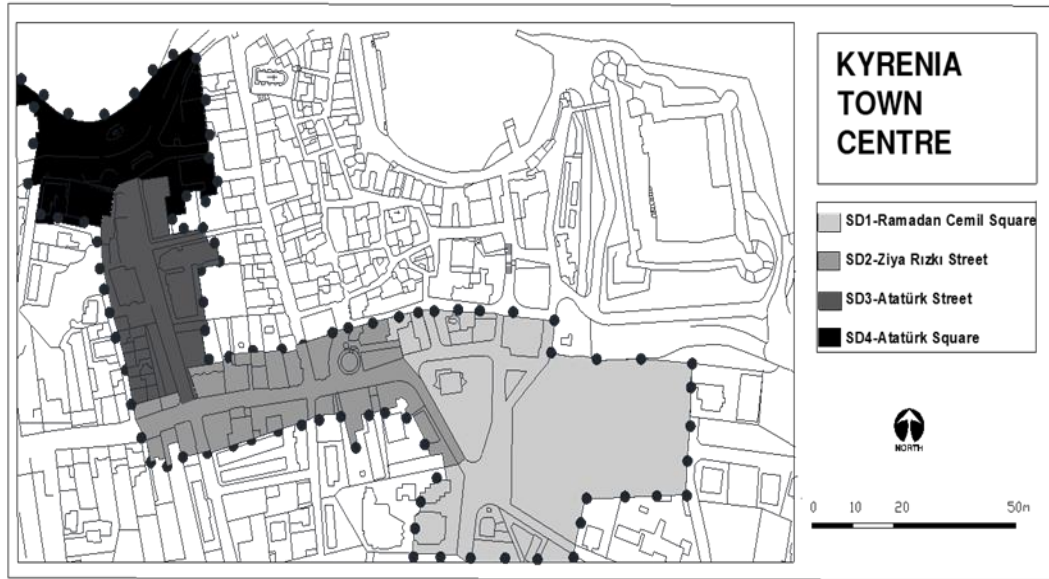 KYRENIA
TOWN
CENTRE
SD1-Ramadan Cemil Square
SD2-Ziya Rızkı Street
SD3-Atatürk Street
SD4-Atatürk Square
NORTH
0 10 20 50m